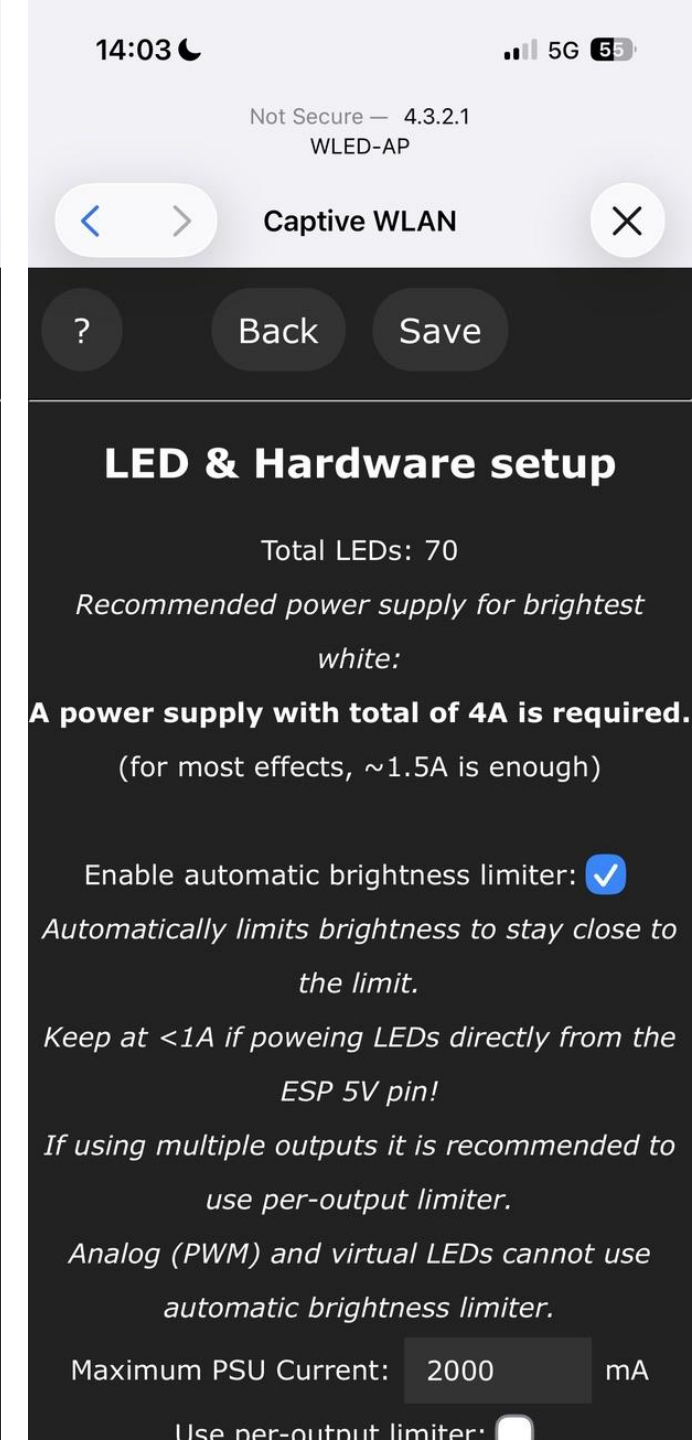 14:03
5G 55
Not Secure — 4.3.2.1
WLED-AP
Captive WLAN
?
Back
Save
LED & Hardware setup
Total LEDs: 70
Recommended power supply for brightest
white:
A power supply with total of 4A is required.
(for most effects, ~1.5A is enough)
Enable automatic brightness limiter:
Automatically limits brightness to stay close to
the limit.
Keep at <1A if poweing LEDs directly from the
ESP 5V pin!
If using multiple outputs it is recommended to
use per-output limiter.
Analog (PWM) and virtual LEDs cannot use
automatic brightness limiter.
Maximum PSU Current: 2000 mA
Use per-output limiter: